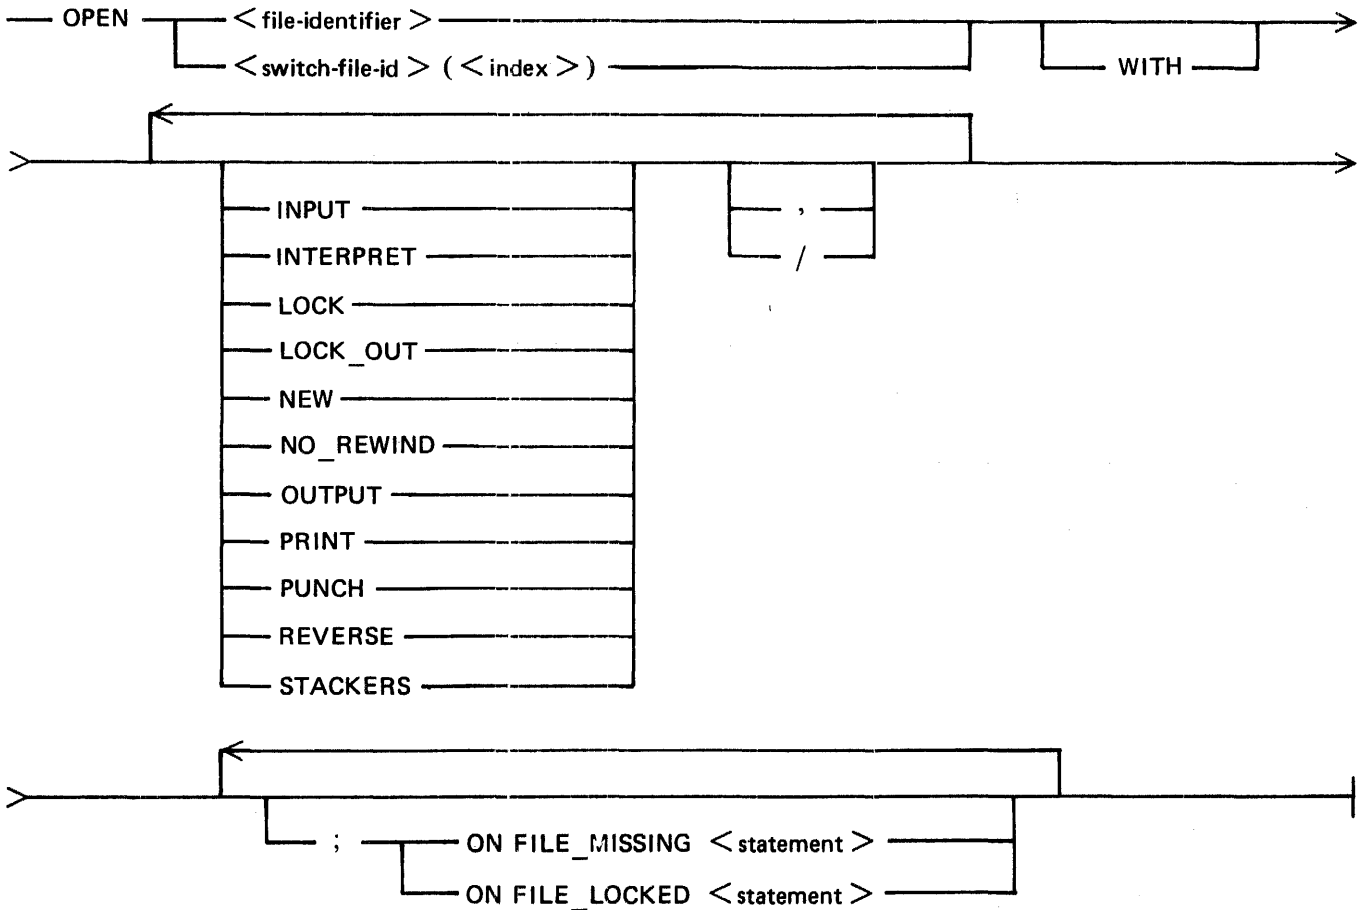 OPEN <file-identifier>
<switch-file-id> (<index>) WITH
INPUT ,
INTERPRET /
LOCK
LOCK_OUT
NEW
NO_REWIND
OUTPUT
PRINT
PUNCH
REVERSE
STACKERS
; ON FILE_MISSING <statement>
ON FILE_LOCKED <statement>